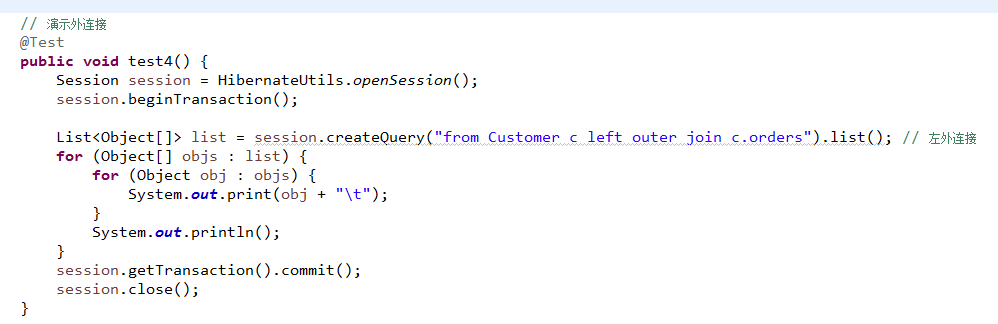 // 演示外连接
@Test
public void test4() {
    Session session = HibernateUtils.openSession();
    session.beginTransaction();

    List<Object[]> list = session.createQuery("from Customer c left outer join c.orders").list(); // 左外连接
    for (Object[] objs : list) {
        for (Object obj : objs) {
            System.out.print(obj + "\t");
        }
        System.out.println();
    }
    session.getTransaction().commit();
    session.close();
}